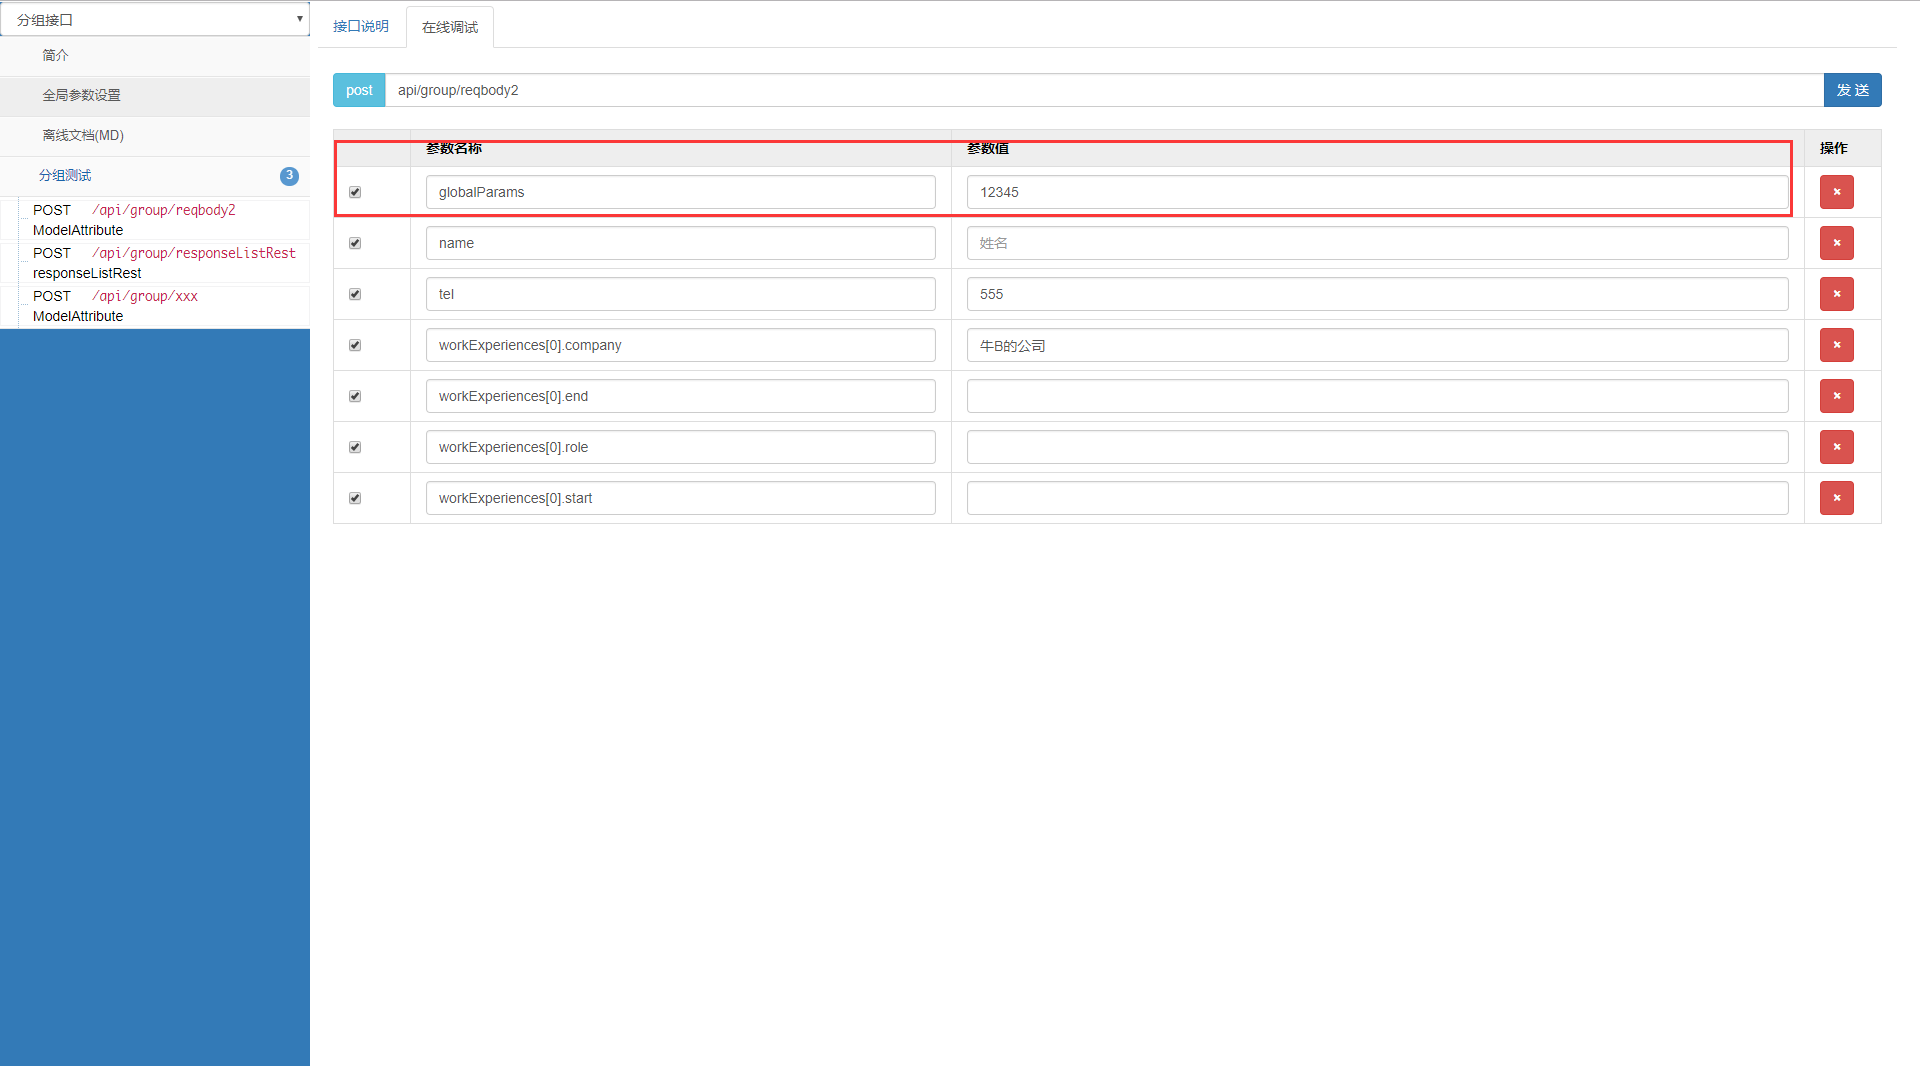 分组接口
简介
全局参数设置
离线文档(MD)
分组测试 3
POST /api/group/reqbody2
ModelAttribute
POST /api/group/responseListRest
responseListRest
POST /api/group/xxx
ModelAttribute
接口说明 在线调试
post api/group/reqbody2 发 送
参数名称 参数值 操作
globalParams 12345
name 姓名
tel 555
workExperiences[0].company 牛B的公司
workExperiences[0].end
workExperiences[0].role
workExperiences[0].start